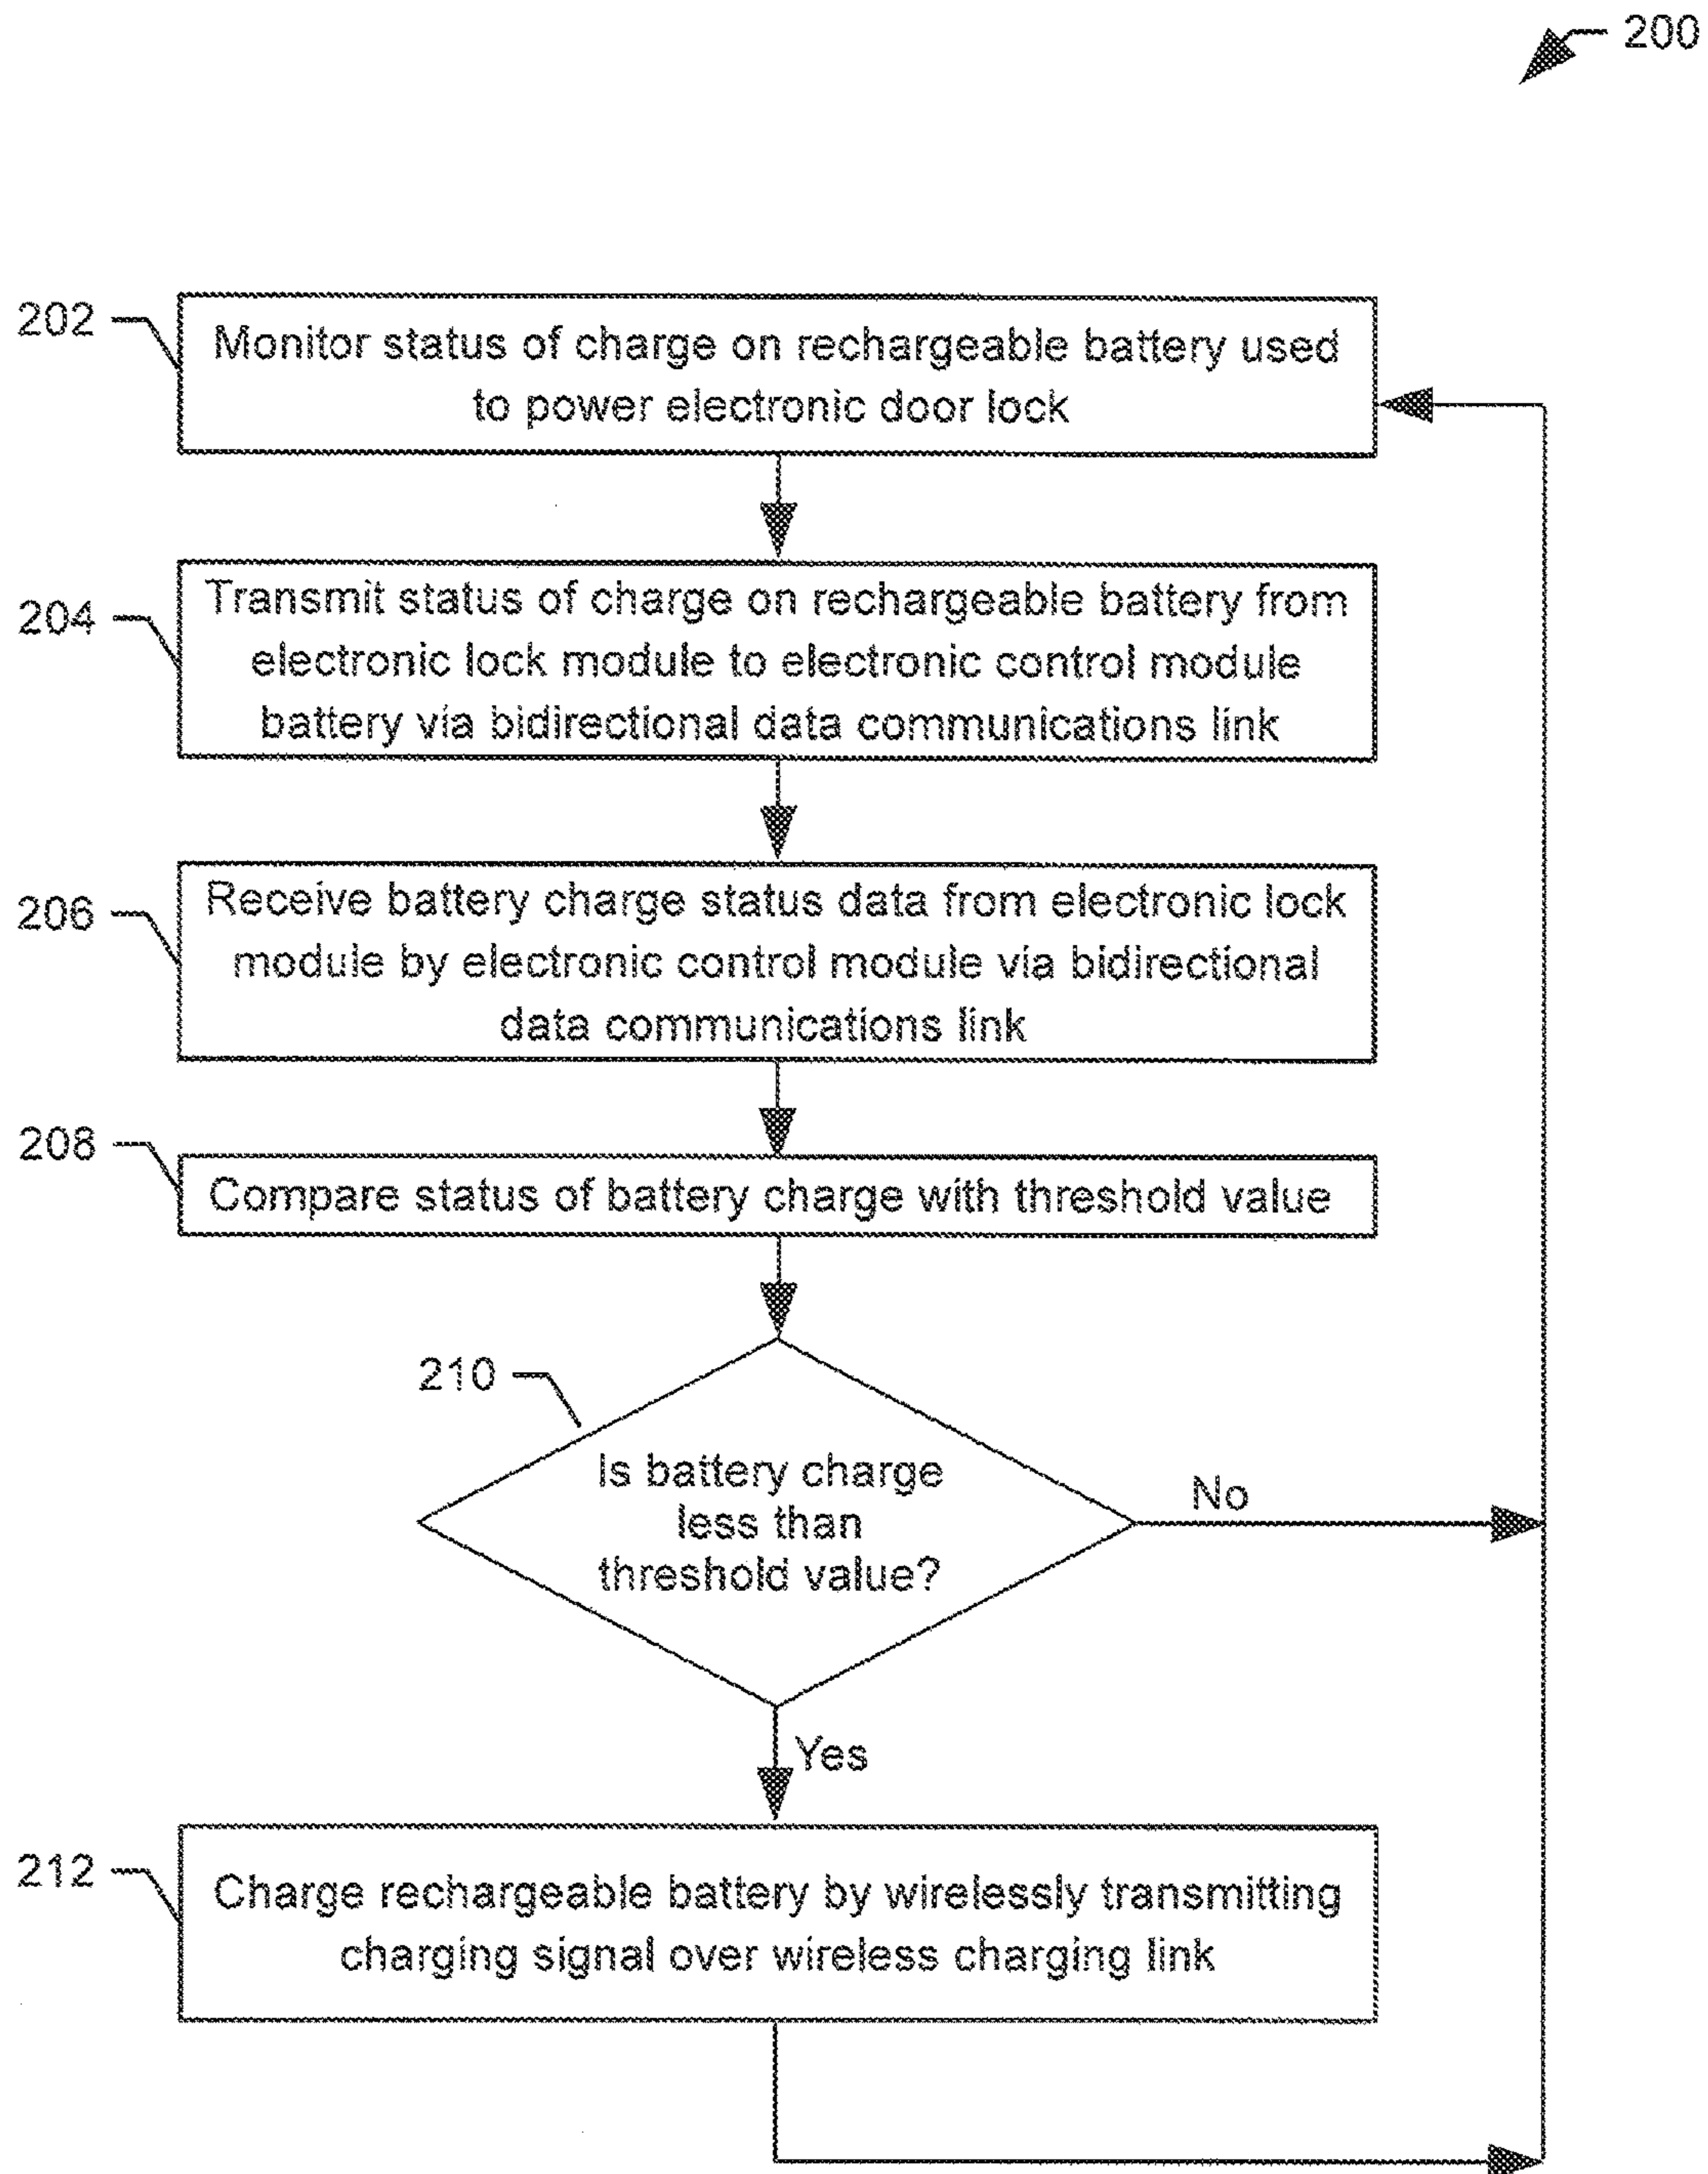 200
202
Monitor status of charge on rechargeable battery used
to power electronic door lock
204
Transmit status of charge on rechargeable battery from
electronic lock module to electronic control module
battery via bidirectional data communications link
206
Receive battery charge status data from electronic lock
module by electronic control module via bidirectional
data communications link
208
Compare status of battery charge with threshold value
210
Is battery charge
less than
threshold value?
No
Yes
212
Charge rechargeable battery by wirelessly transmitting
charging signal over wireless charging link